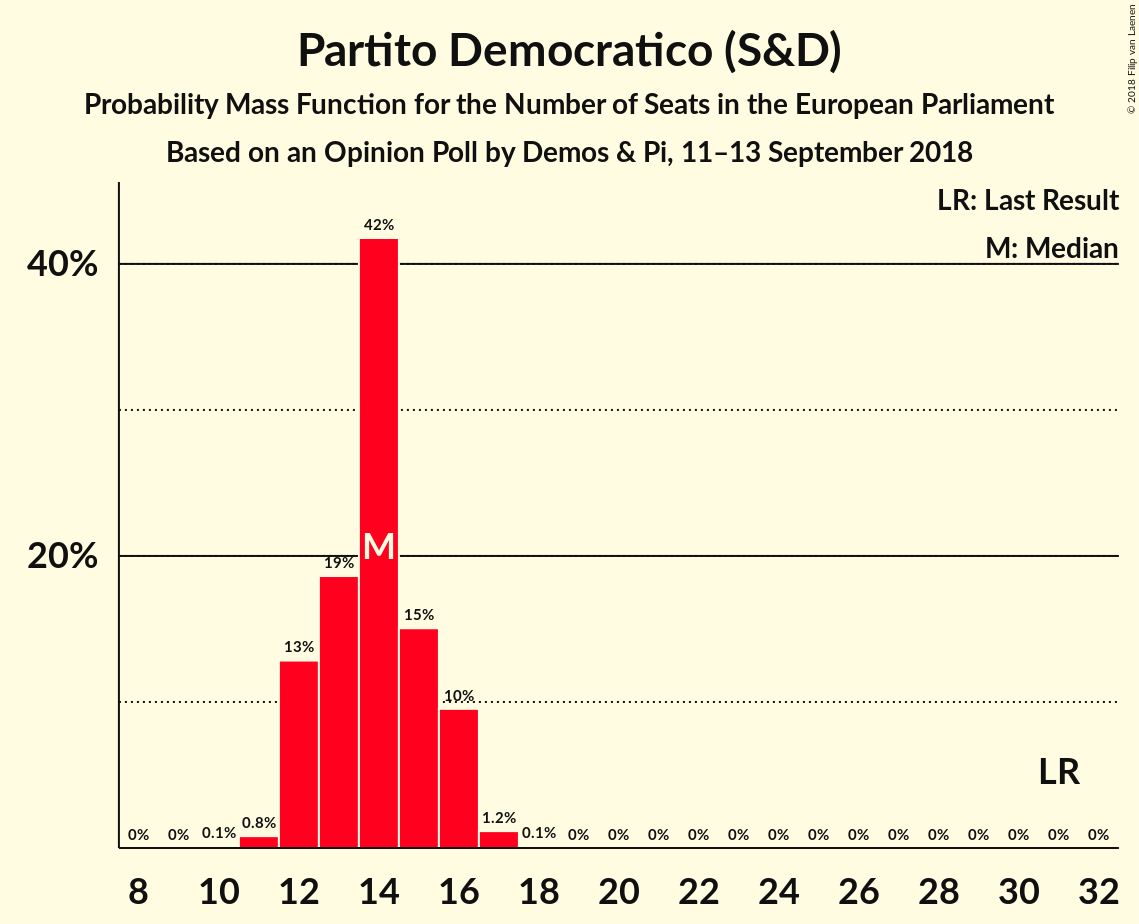 Partito Democratico (S&D)
Probability Mass Function for the Number of Seats in the European Parliament
Based on an Opinion Poll by Demos & Pi, 11–13 September 2018
© 2018 Filip van Laenen
LR: Last Result
M: Median
40%
20%
42%
M
19%
13%
15%
10%
LR
0% 0% 0.1% 0.8% 1.2% 0.1% 0% 0% 0% 0% 0% 0% 0% 0% 0% 0% 0% 0% 0% 0%
8 10 12 14 16 18 20 22 24 26 28 30 32